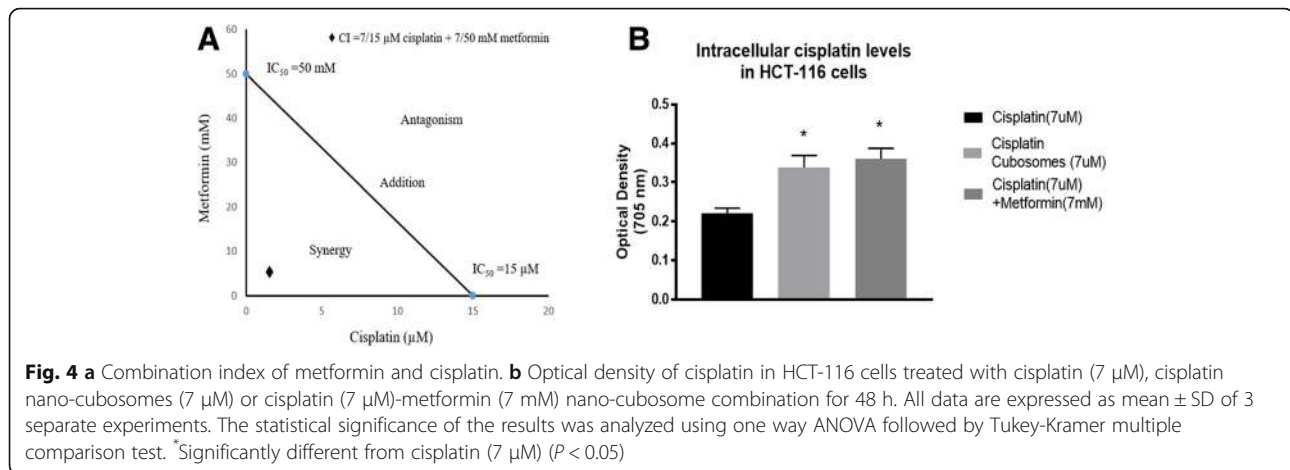 A
60
50
40
30
20
10
0
Metformin (mM)
0 5 10 15 20
Cisplatin (µM)
♦ CI =7/15 µM cisplatin + 7/50 mM metformin
IC50 =50 mM
Antagonism
Addition
Synergy
IC50 =15 µM
B
Intracellular cisplatin levels
in HCT-116 cells
Optical Density
(705 nm)
0.5
0.4
0.3
0.2
0.1
0.0
* *
Cisplatin(7uM)
Cisplatin
Cubosomes (7uM)
Cisplatin(7uM)
+Metformin(7mM)
Fig. 4 a Combination index of metformin and cisplatin. b Optical density of cisplatin in HCT-116 cells treated with cisplatin (7 µM), cisplatin
nano-cubosomes (7 µM) or cisplatin (7 µM)-metformin (7 mM) nano-cubosome combination for 48 h. All data are expressed as mean ± SD of 3
separate experiments. The statistical significance of the results was analyzed using one way ANOVA followed by Tukey-Kramer multiple
comparison test. *Significantly different from cisplatin (7 µM) (P < 0.05)